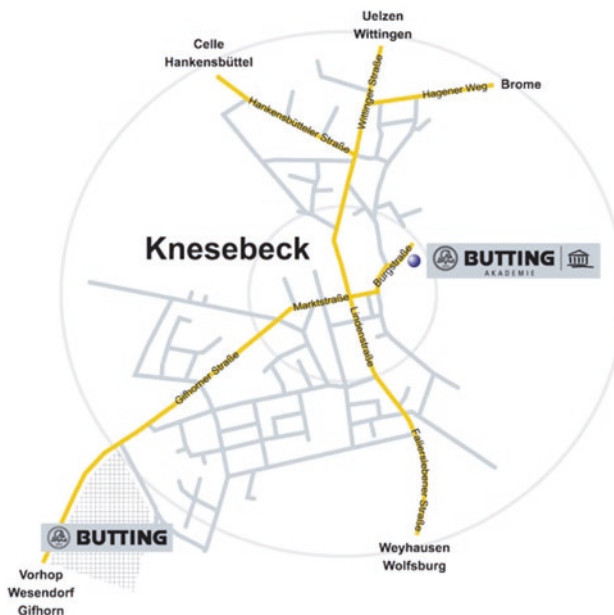 Uelzen
Wittingen
Celle
Hankensbüttel
Brome
Hagener Weg
Wittinger Straße
Hankensbütteler Straße
Knesebeck
Burgstraße
BUTTING
AKADEMIE
Marktstraße
Lindenstraße
Gifhorner Straße
Fallerslebener Straße
BUTTING
Weyhausen
Wolfsburg
Vorhop
Wesendorf
Gifhorn